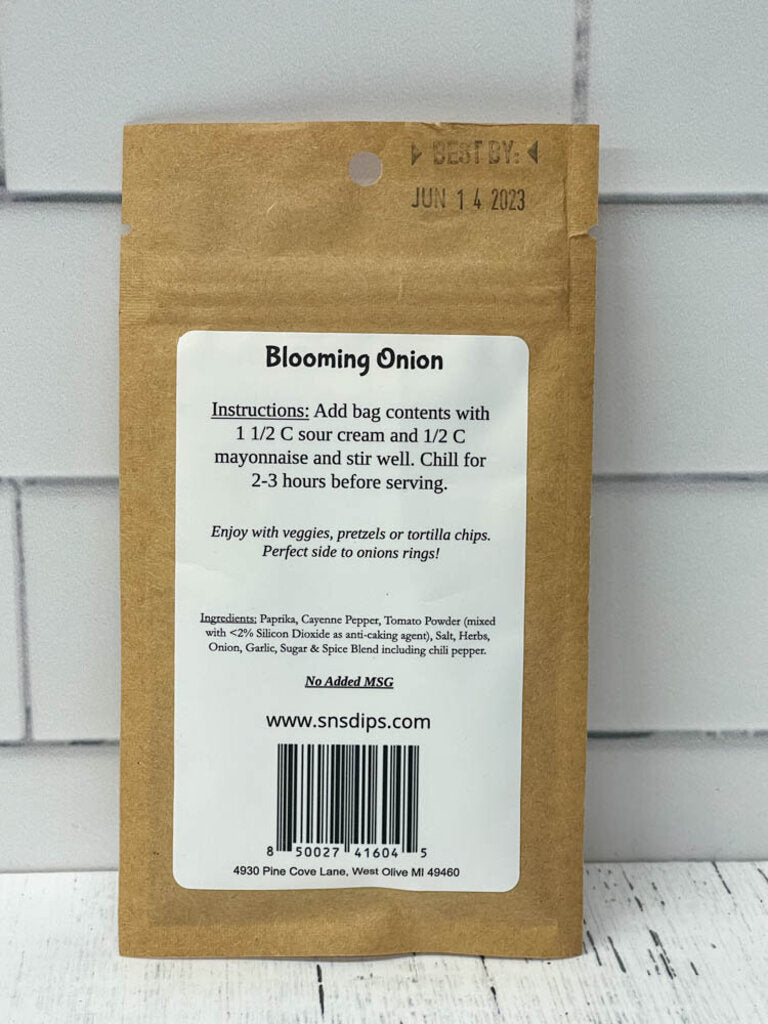 BEST BY:
JUN 14 2023
Blooming Onion
Instructions: Add bag contents with
1 1/2 C sour cream and 1/2 C
mayonnaise and stir well. Chill for
2-3 hours before serving.
Enjoy with veggies, pretzels or tortilla chips.
Perfect side to onions rings!
Ingredients: Paprika, Cayenne Pepper, Tomato Powder (mixed
with <2% Silicon Dioxide as anti-caking agent), Salt, Herbs,
Onion, Garlic, Sugar & Spice Blend including chili pepper.
No Added MSG
www.snsdips.com
8 50027 41604 5
4930 Pine Cove Lane, West Olive MI 49460